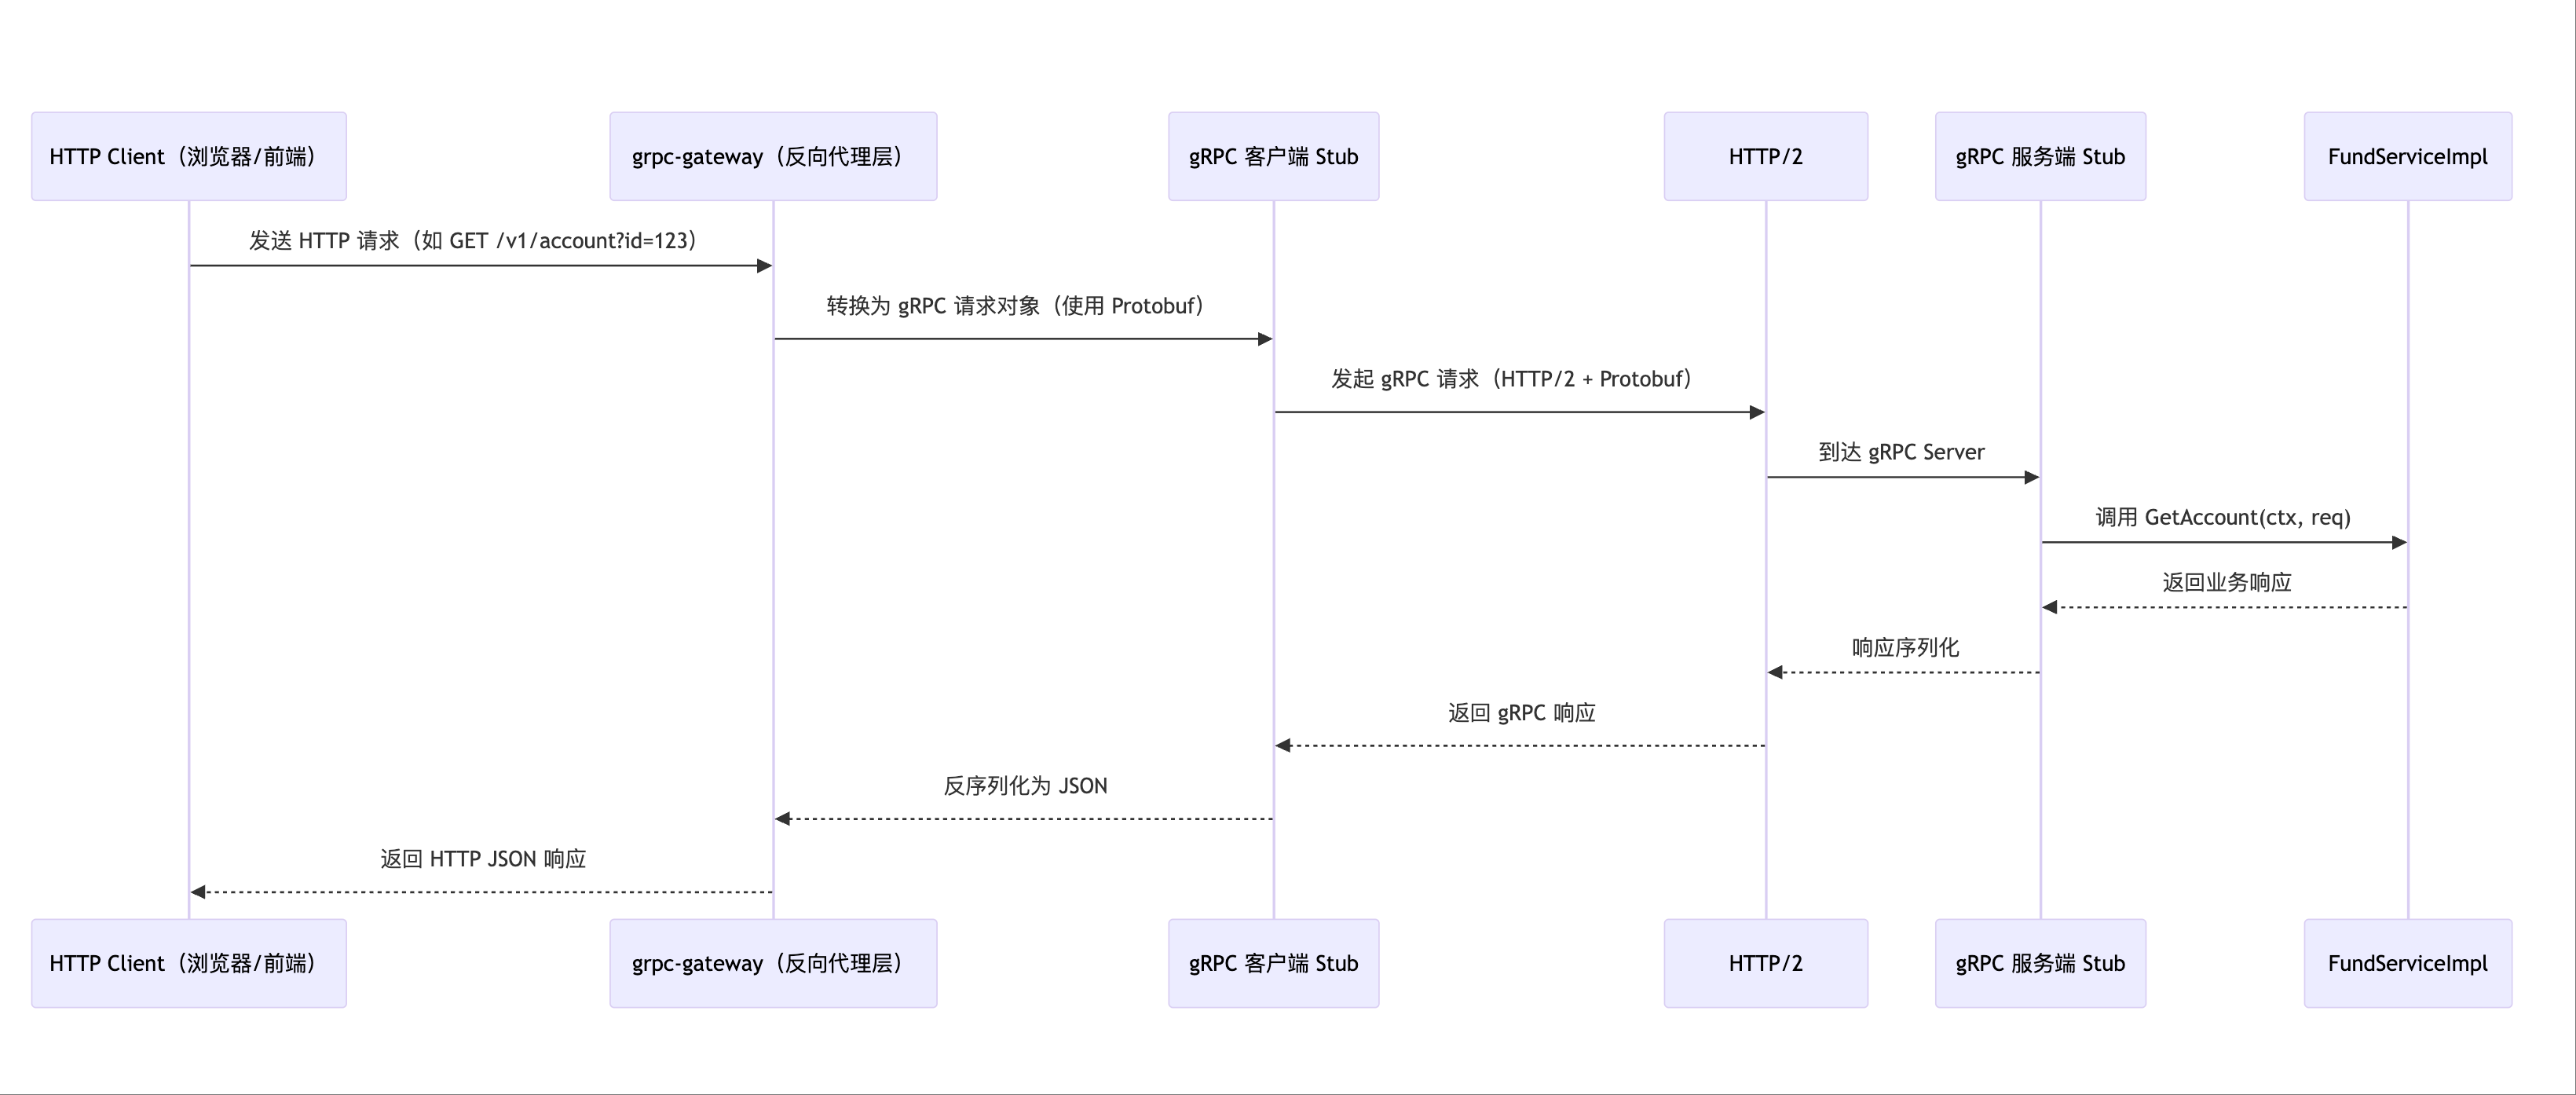 HTTP Client（浏览器/前端）
grpc-gateway（反向代理层）
gRPC 客户端 Stub
HTTP/2
gRPC 服务端 Stub
FundServiceImpl
发送 HTTP 请求（如 GET /v1/account?id=123）
转换为 gRPC 请求对象（使用 Protobuf）
发起 gRPC 请求（HTTP/2 + Protobuf）
到达 gRPC Server
调用 GetAccount(ctx, req)
返回业务响应
响应序列化
返回 gRPC 响应
反序列化为 JSON
返回 HTTP JSON 响应
HTTP Client（浏览器/前端）
grpc-gateway（反向代理层）
gRPC 客户端 Stub
HTTP/2
gRPC 服务端 Stub
FundServiceImpl